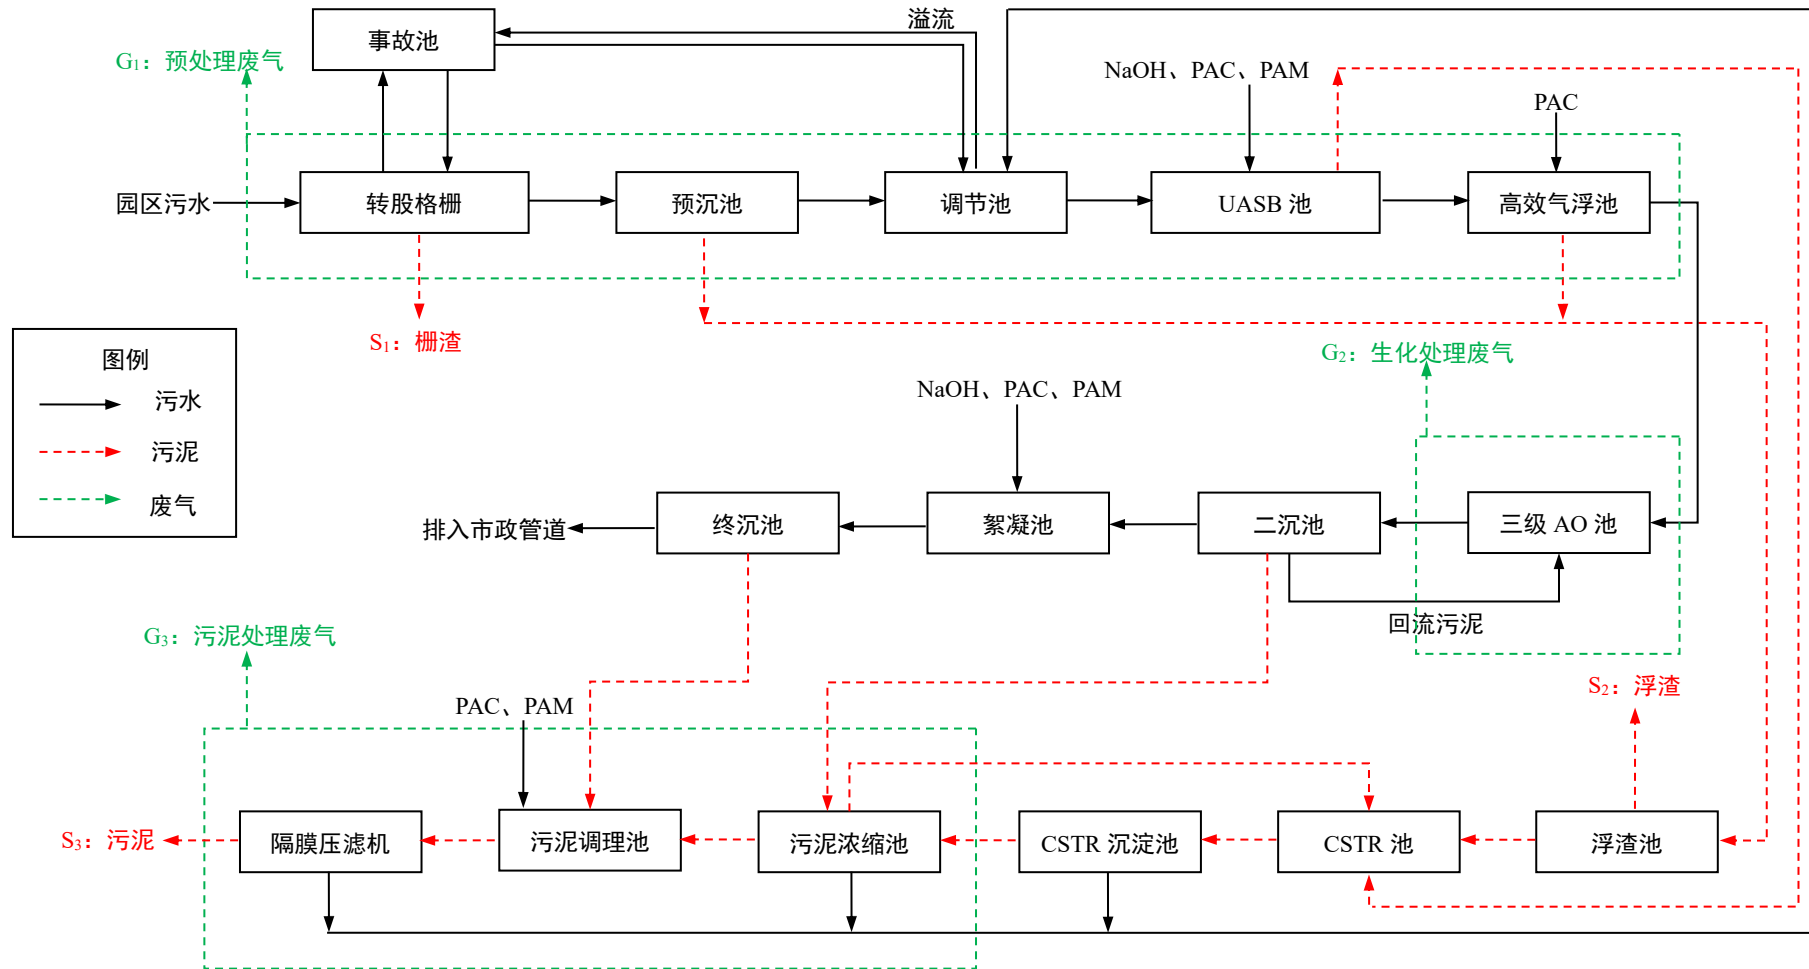 溢流
事故池
G₁：预处理废气
NaOH、PAC、PAM
PAC
园区污水
转股格栅
预沉池
调节池
UASB 池
高效气浮池
S₁：栅渣
图例
污水
污泥
废气
G₂：生化处理废气
NaOH、PAC、PAM
排入市政管道
终沉池
絮凝池
二沉池
三级 AO 池
回流污泥
G₃：污泥处理废气
S₂：浮渣
PAC、PAM
S₃：污泥
隔膜压滤机
污泥调理池
污泥浓缩池
CSTR 沉淀池
CSTR 池
浮渣池